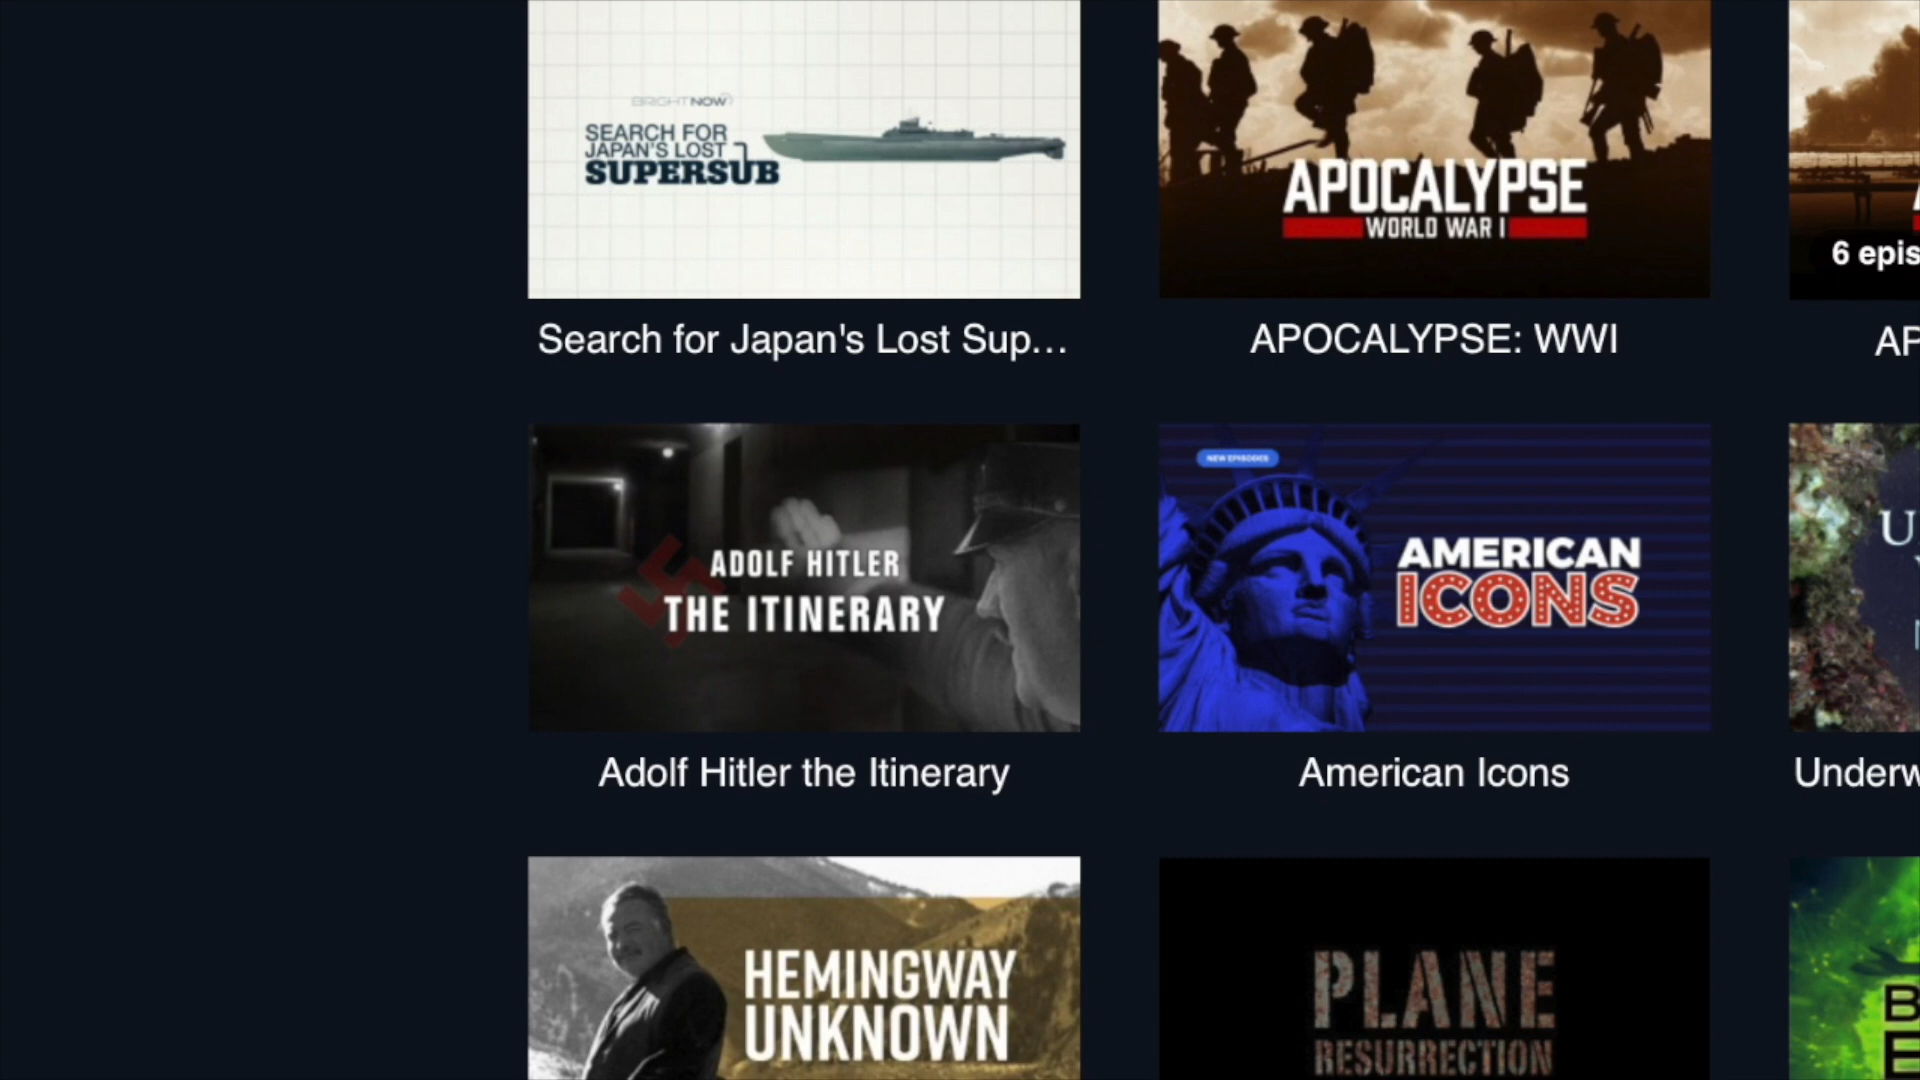 BRIGHT NOW
SEARCH FOR
JAPAN'S LOST
SUPERSUB
APOCALYPSE
WORLD WAR I
6 epis
Search for Japan's Lost Sup...
APOCALYPSE: WWI
AP
NEW EPISODES
ADOLF HITLER
THE ITINERARY
AMERICAN
ICONS
U
Adolf Hitler the Itinerary
American Icons
Underw
HEMINGWAY
UNKNOWN
PLANE
RESURRECTION
B
E